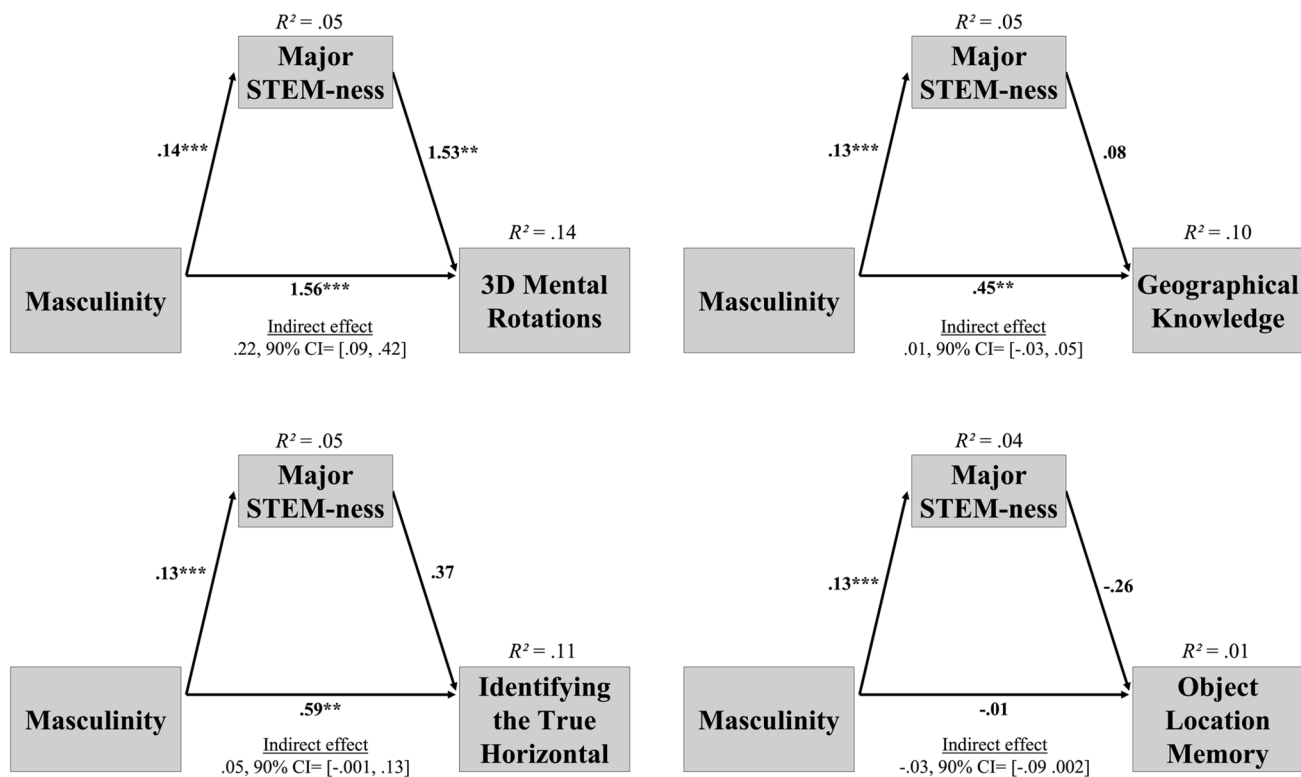 R² = .05
Major
STEM-ness
.14***
1.53**
R² = .14
Masculinity
1.56***
3D Mental
Rotations
Indirect effect
.22, 90% CI= [.09, .42]
R² = .05
Major
STEM-ness
.13***
.08
R² = .10
Masculinity
.45**
Geographical
Knowledge
Indirect effect
.01, 90% CI= [-.03, .05]
R² = .05
Major
STEM-ness
.13***
.37
R² = .11
Masculinity
.59**
Identifying
the True
Horizontal
Indirect effect
.05, 90% CI= [-.001, .13]
R² = .04
Major
STEM-ness
.13***
-.26
R² = .01
Masculinity
-.01
Object
Location
Memory
Indirect effect
-.03, 90% CI= [-.09 .002]